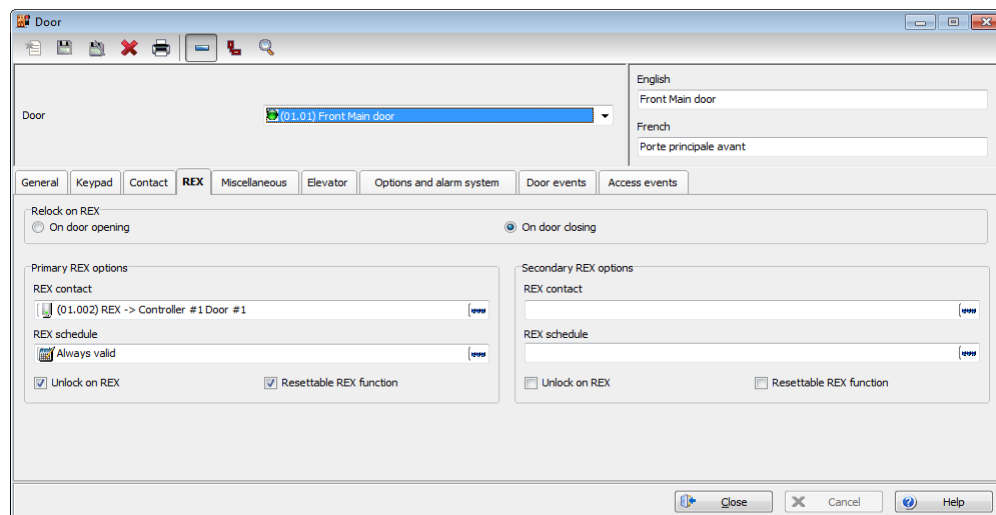 Door
English
Front Main door
Door
(01.01) Front Main door
French
Porte principale avant
General Keypad Contact REX Miscellaneous Elevator Options and alarm system Door events Access events
Relock on REX
On door opening On door closing
Primary REX options Secondary REX options
REX contact REX contact
(01.002) REX -> Controller #1 Door #1
REX schedule REX schedule
Always valid
Unlock on REX Resettable REX function Unlock on REX Resettable REX function
Close Cancel Help